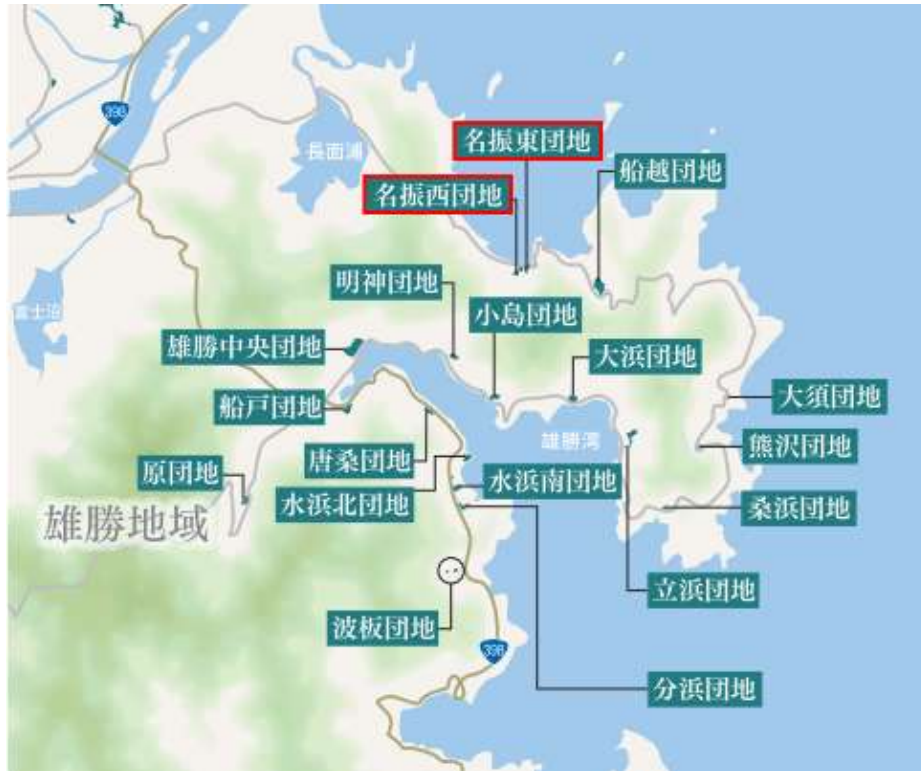 398
長面浦
名振東団地
船越団地
名振西団地
明神団地
富士沼
小島団地
雄勝中央団地
大浜団地
船戸団地
大須団地
雄勝湾
熊沢団地
唐桑団地
原団地
水浜南団地
水浜北団地
桑浜団地
雄勝地域
立浜団地
波板団地
398
分浜団地